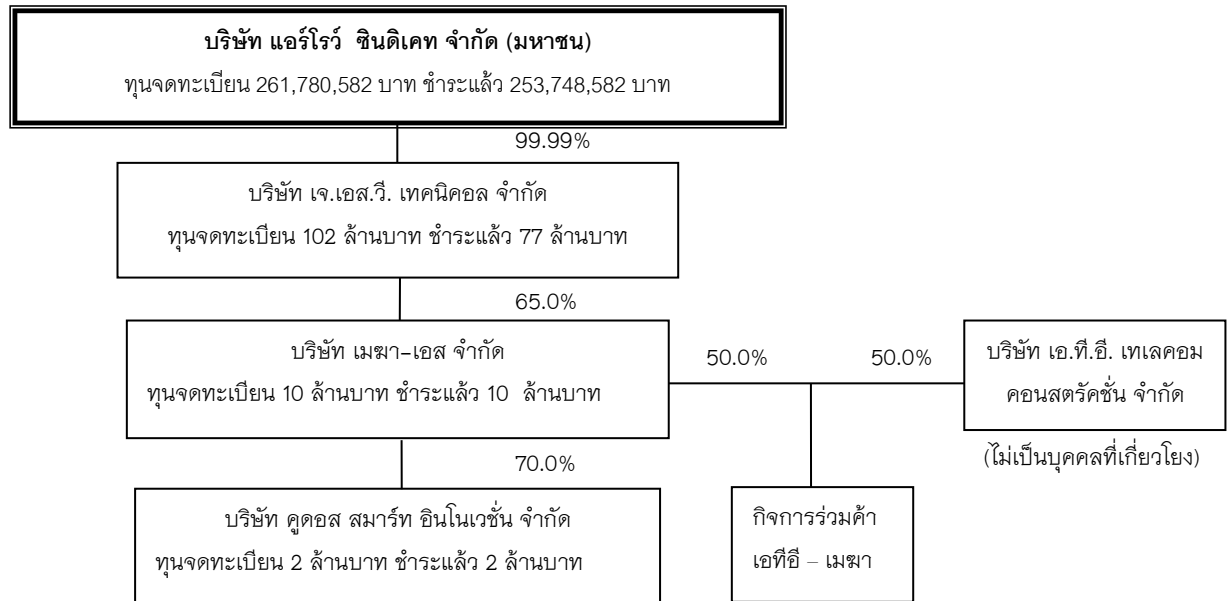 บริษัท แอร์โรว์ ซินดิเคท จำกัด (มหาชน)
ทุนจดทะเบียน 261,780,582 บาท ชำระแล้ว 253,748,582 บาท
99.99%
บริษัท เจ.เอส.วี. เทคนิคอล จำกัด
ทุนจดทะเบียน 102 ล้านบาท ชำระแล้ว 77 ล้านบาท
65.0%
บริษัท เมฆา-เอส จำกัด
ทุนจดทะเบียน 10 ล้านบาท ชำระแล้ว 10 ล้านบาท
50.0%
50.0%
บริษัท เอ.ที.อี. เทเลคอม
คอนสตรัคชั่น จำกัด
(ไม่เป็นบุคคลที่เกี่ยวโยง)
70.0%
บริษัท คูดอส สมาร์ท อินโนเวชั่น จำกัด
ทุนจดทะเบียน 2 ล้านบาท ชำระแล้ว 2 ล้านบาท
กิจการร่วมค้า
เอทีอี – เมฆา